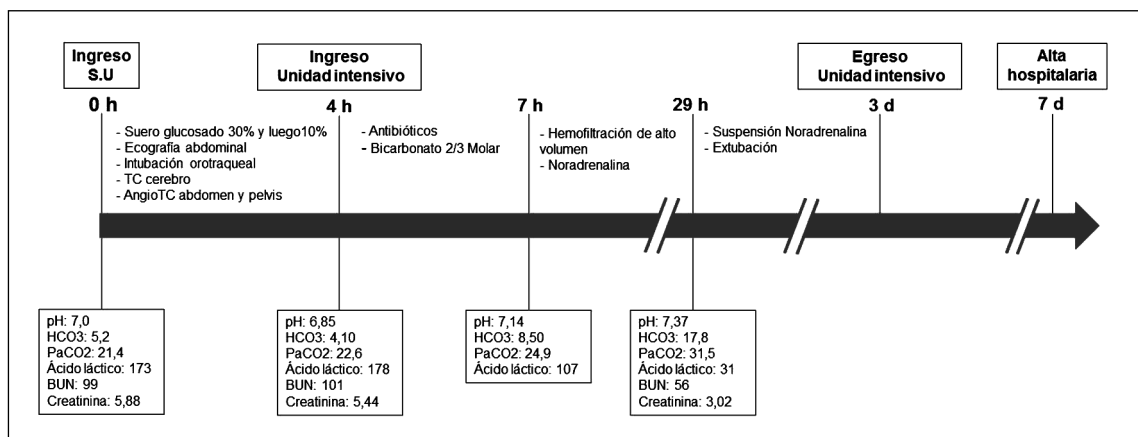 Ingreso
S.U
0 h
- Suero glucosado 30% y luego10%
- Ecografía abdominal
- Intubación orotraqueal
- TC cerebro
- AngioTC abdomen y pelvis
Ingreso
Unidad intensivo
4 h
- Antibióticos
- Bicarbonato 2/3 Molar
7 h
- Hemofiltración de alto
volumen
- Noradrenalina
29 h
- Suspensión Noradrenalina
- Extubación
Egreso
Unidad intensivo
3 d
Alta
hospitalaria
7 d
pH: 7,0
HCO3: 5,2
PaCO2: 21,4
Ácido láctico: 173
BUN: 99
Creatinina: 5,88
pH: 6,85
HCO3: 4,10
PaCO2: 22,6
Ácido láctico: 178
BUN: 101
Creatinina: 5,44
pH: 7,14
HCO3: 8,50
PaCO2: 24,9
Ácido láctico: 107
pH: 7,37
HCO3: 17,8
PaCO2: 31,5
Ácido láctico: 31
BUN: 56
Creatinina: 3,02